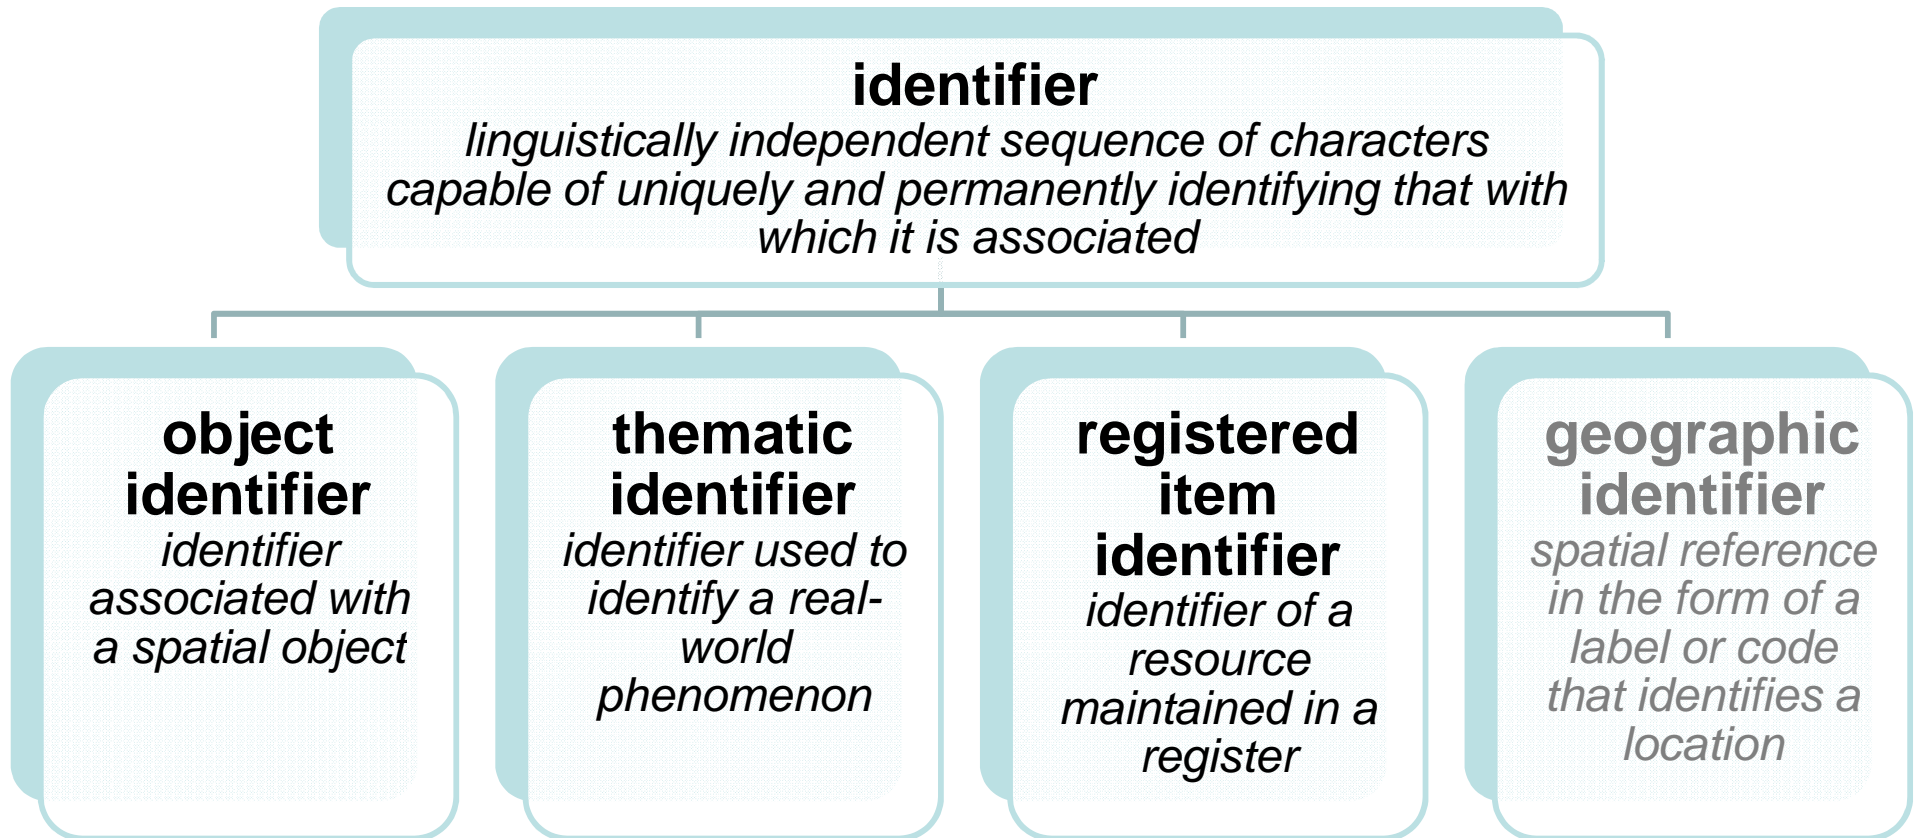 identifier
linguistically independent sequence of characters
capable of uniquely and permanently identifying that with
which it is associated
object
identifier
identifier
associated with
a spatial object
thematic
identifier
identifier used to
identify a real-
world
phenomenon
registered
item
identifier
identifier of a
resource
maintained in a
register
geographic
identifier
spatial reference
in the form of a
label or code
that identifies a
location